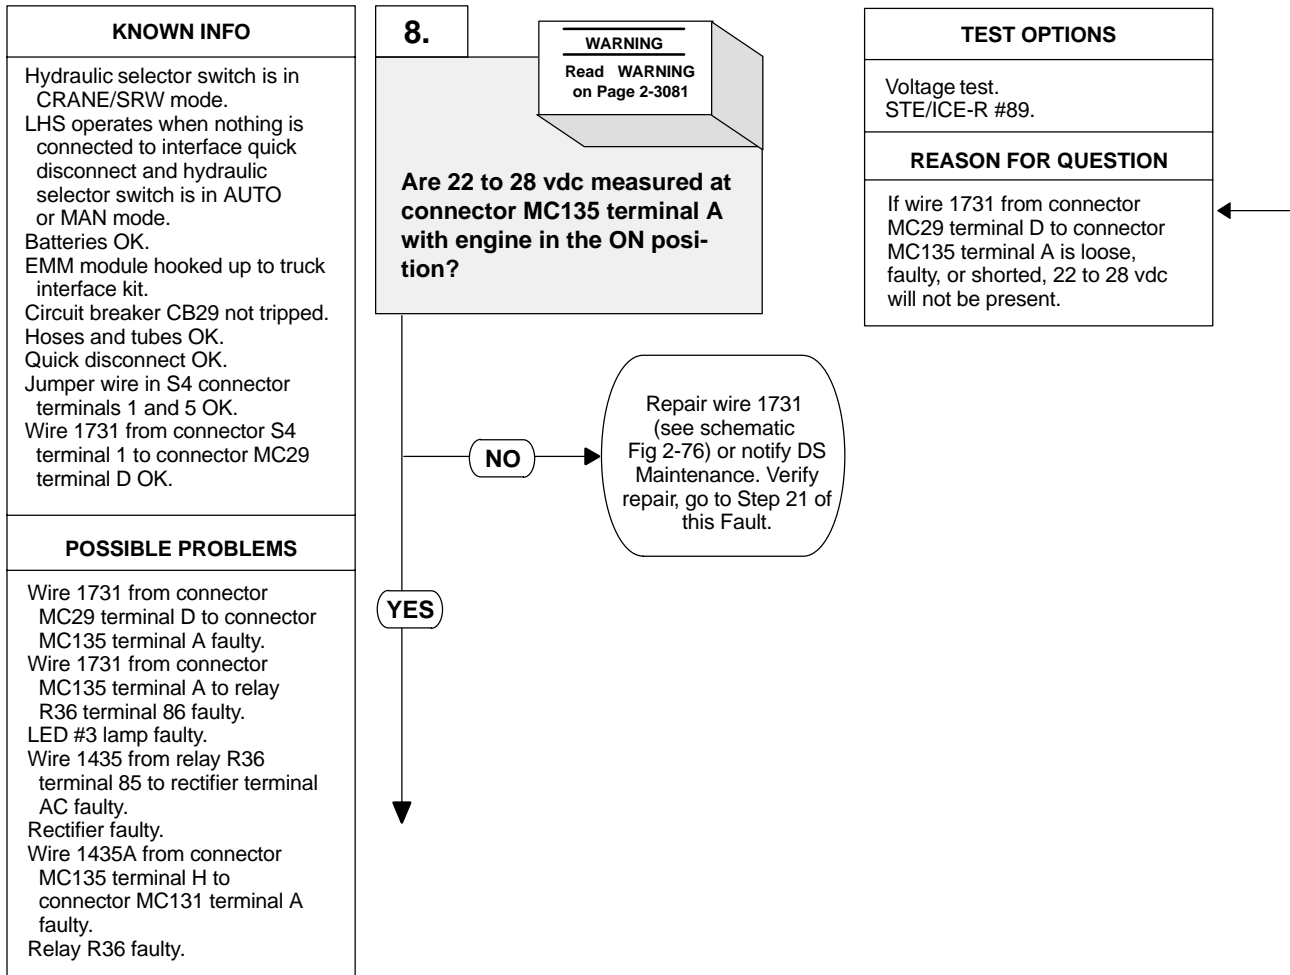 KNOWN INFO
Hydraulic selector switch is in
CRANE/SRW mode.
LHS operates when nothing is
connected to interface quick
disconnect and hydraulic
selector switch is in AUTO
or MAN mode.
Batteries OK.
EMM module hooked up to truck
interface kit.
Circuit breaker CB29 not tripped.
Hoses and tubes OK.
Quick disconnect OK.
Jumper wire in S4 connector
terminals 1 and 5 OK.
Wire 1731 from connector S4
terminal 1 to connector MC29
terminal D OK.
POSSIBLE PROBLEMS
Wire 1731 from connector
MC29 terminal D to connector
MC135 terminal A faulty.
Wire 1731 from connector
MC135 terminal A to relay
R36 terminal 86 faulty.
LED #3 lamp faulty.
Wire 1435 from relay R36
terminal 85 to rectifier terminal
AC faulty.
Rectifier faulty.
Wire 1435A from connector
MC135 terminal H to
connector MC131 terminal A
faulty.
Relay R36 faulty.
8.
WARNING
Read WARNING
on Page 2-3081
Are 22 to 28 vdc measured at
connector MC135 terminal A
with engine in the ON posi-
tion?
NO
Repair wire 1731
(see schematic
Fig 2-76) or notify DS
Maintenance. Verify
repair, go to Step 21 of
this Fault.
YES
TEST OPTIONS
Voltage test.
STE/ICE-R #89.
REASON FOR QUESTION
If wire 1731 from connector
MC29 terminal D to connector
MC135 terminal A is loose,
faulty, or shorted, 22 to 28 vdc
will not be present.